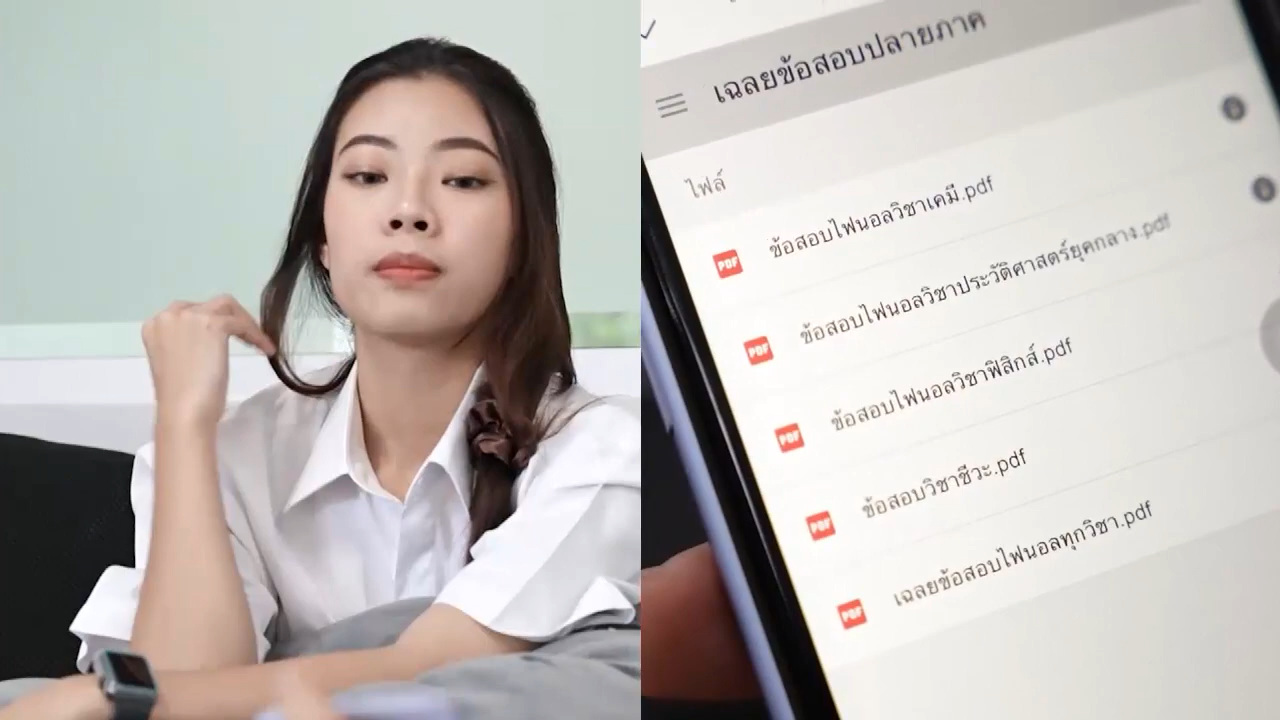 เฉลยข้อสอบปลายภาค
ไฟล์
PDF ข้อสอบไฟนอลวิชาเคมี.pdf
PDF ข้อสอบไฟนอลวิชาประวัติศาสตร์ยุคกลาง.pdf
PDF ข้อสอบไฟนอลวิชาฟิสิกส์.pdf
PDF ข้อสอบวิชาชีวะ.pdf
PDF เฉลยข้อสอบไฟนอลทุกวิชา.pdf